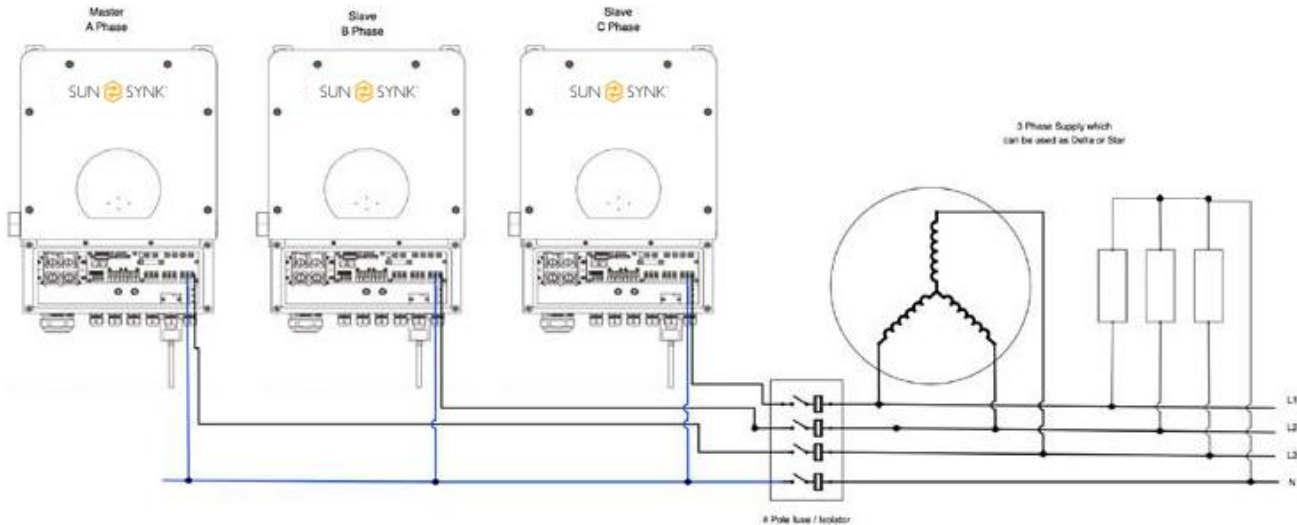 Master
A Phase
Slave
B Phase
Slave
C Phase
SUN SYNK
SUN SYNK
SUN SYNK
3 Phase Supply which
can be used as Delta or Star
L1
L2
L3
N
4 Pole fuse / Isolator